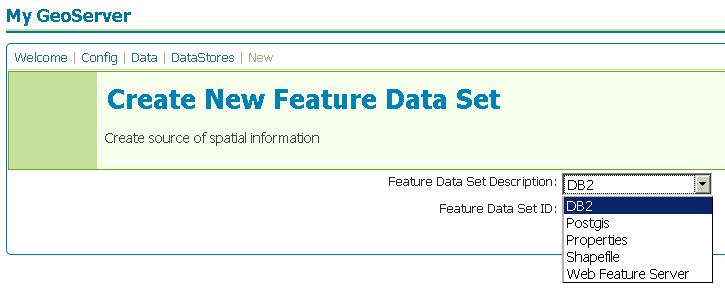 My GeoServer
Welcome | Config | Data | DataStores | New
Create New Feature Data Set
Create source of spatial information
Feature Data Set Description: DB2
Feature Data Set ID:
DB2
Postgis
Properties
Shapefile
Web Feature Server